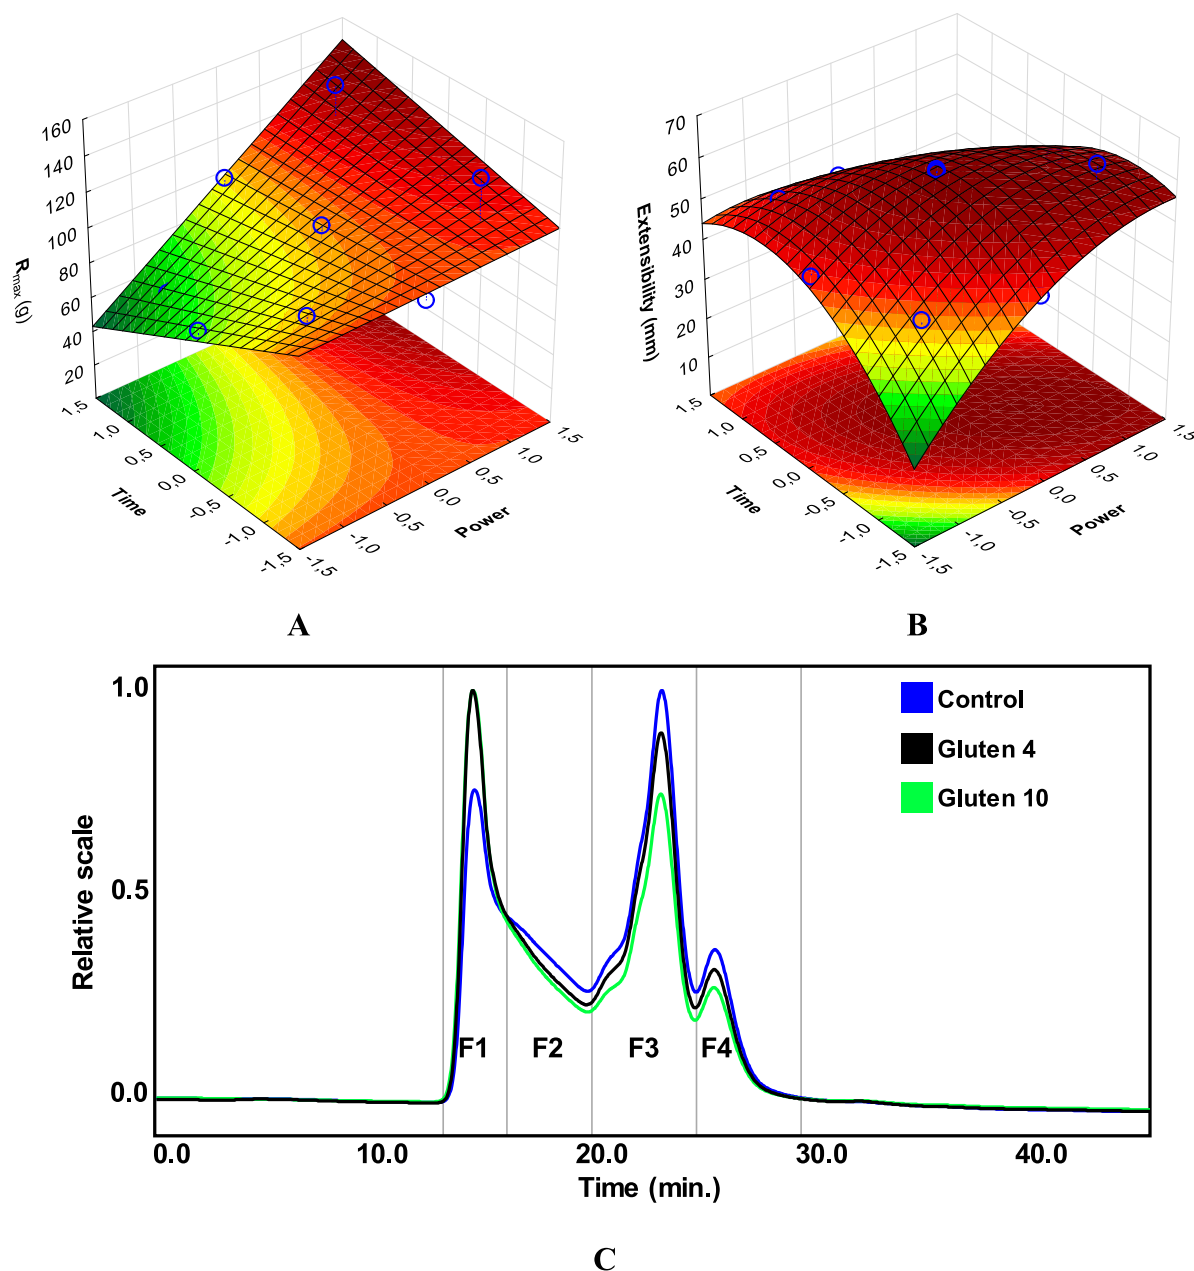 160
140
120
100
80
60
40
20
R max (g)
1,5
1,0
0,5
0,0
-0,5
-1,0
-1,5
Time
-1,5
-1,0
-0,5
0,0
0,5
1,0
1,5
Power
A
70
60
50
40
30
20
10
Extensibility (mm)
1,5
1,0
0,5
0,0
-0,5
-1,0
-1,5
Time
-1,5
-1,0
-0,5
0,0
0,5
1,0
1,5
Power
B
1.0
0.5
0.0
Relative scale
Control
Gluten 4
Gluten 10
F1 F2 F3 F4
0.0 10.0 20.0 30.0 40.0
Time (min.)
C